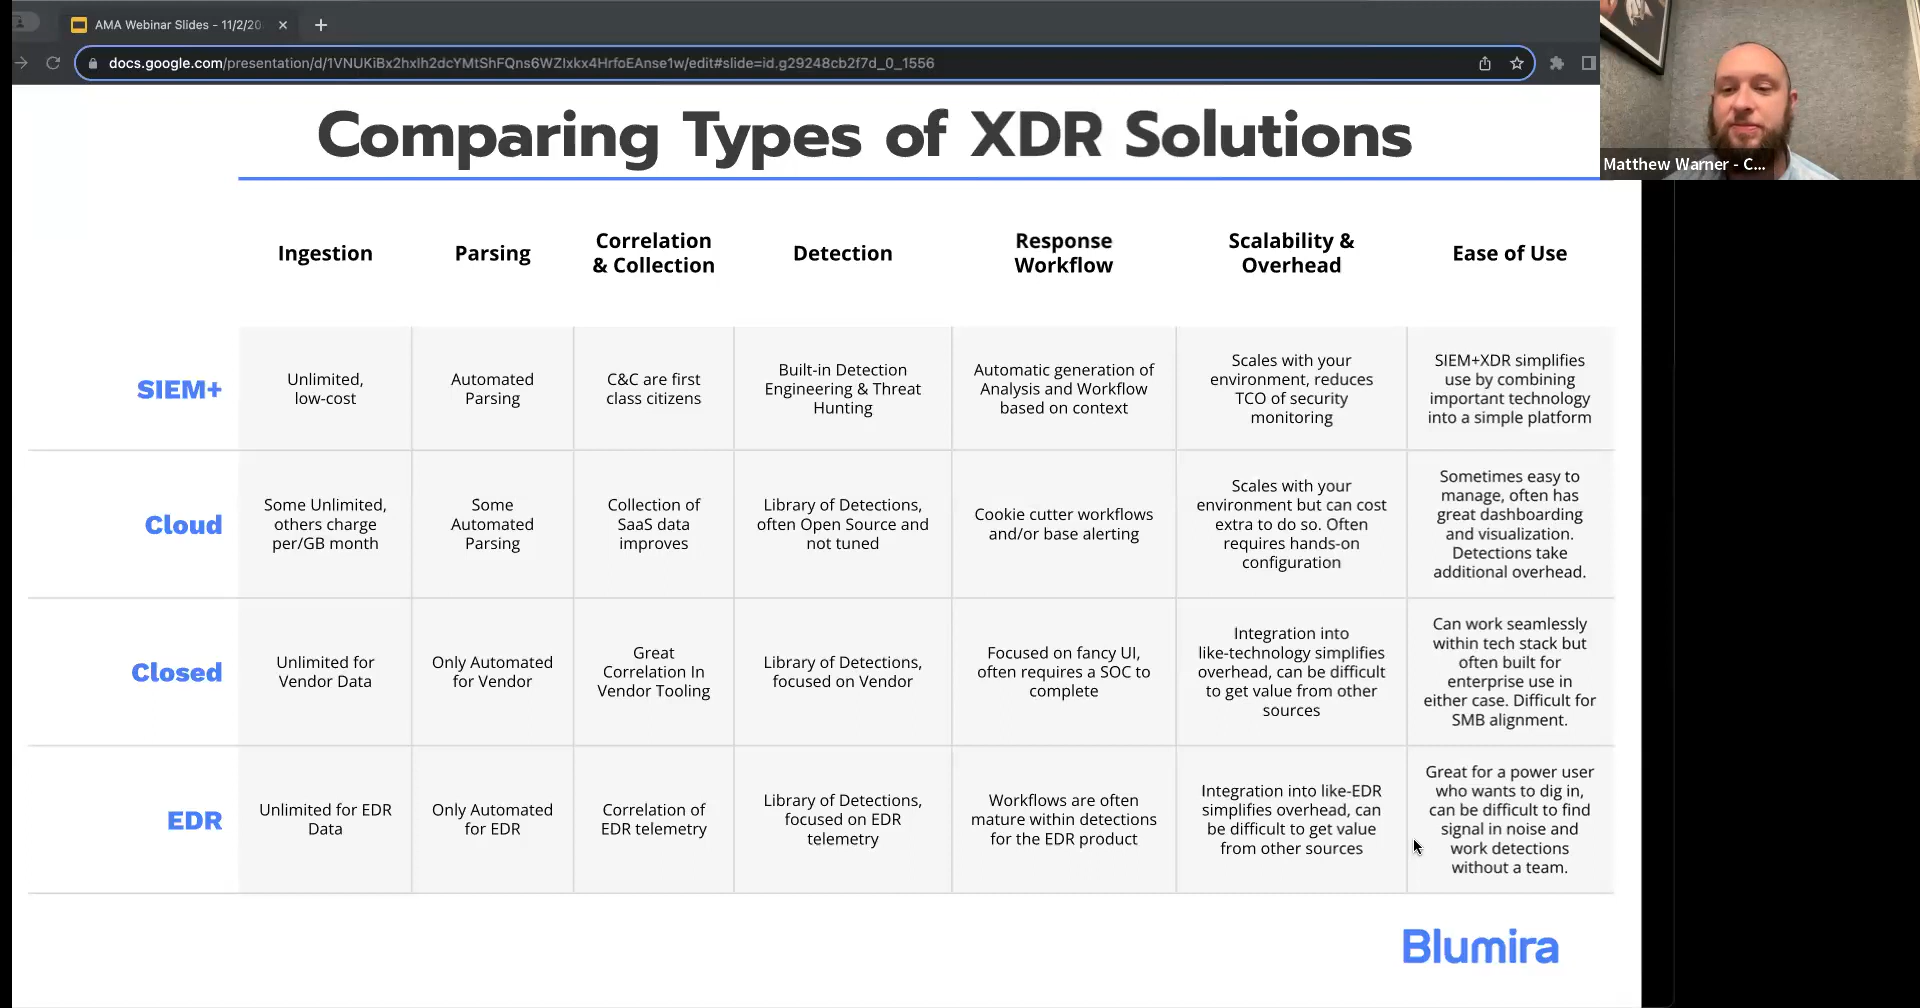 AMA Webinar Slides - 11/2/20
docs.google.com/presentation/d/1VNUKiBx2hxIh2dcYMtShFQns6WZIxkx4HrfoEAnse1w/edit#slide=id.g29248cb2f7d_0_1556
Matthew Warner - C...
Comparing Types of XDR Solutions
Ingestion
Parsing
Correlation
& Collection
Detection
Response
Workflow
Scalability &
Overhead
Ease of Use
SIEM+
Unlimited,
low-cost
Automated
Parsing
C&C are first
class citizens
Built-in Detection
Engineering & Threat
Hunting
Automatic generation of
Analysis and Workflow
based on context
Scales with your
environment, reduces
TCO of security
monitoring
SIEM+XDR simplifies
use by combining
important technology
into a simple platform
Cloud
Some Unlimited,
others charge
per/GB month
Some
Automated
Parsing
Collection of
SaaS data
improves
Library of Detections,
often Open Source and
not tuned
Cookie cutter workflows
and/or base alerting
Scales with your
environment but can cost
extra to do so. Often
requires hands-on
configuration
Sometimes easy to
manage, often has
great dashboarding
and visualization.
Detections take
additional overhead.
Closed
Unlimited for
Vendor Data
Only Automated
for Vendor
Great
Correlation In
Vendor Tooling
Library of Detections,
focused on Vendor
Focused on fancy UI,
often requires a SOC to
complete
Integration into
like-technology simplifies
overhead, can be difficult
to get value from other
sources
Can work seamlessly
within tech stack but
often built for
enterprise use in
either case. Difficult for
SMB alignment.
EDR
Unlimited for EDR
Data
Only Automated
for EDR
Correlation of
EDR telemetry
Library of Detections,
focused on EDR
telemetry
Workflows are often
mature within detections
for the EDR product
Integration into like-EDR
simplifies overhead, can
be difficult to get value
from other sources
Great for a power user
who wants to dig in,
can be difficult to find
signal in noise and
work detections
without a team.
Blumira